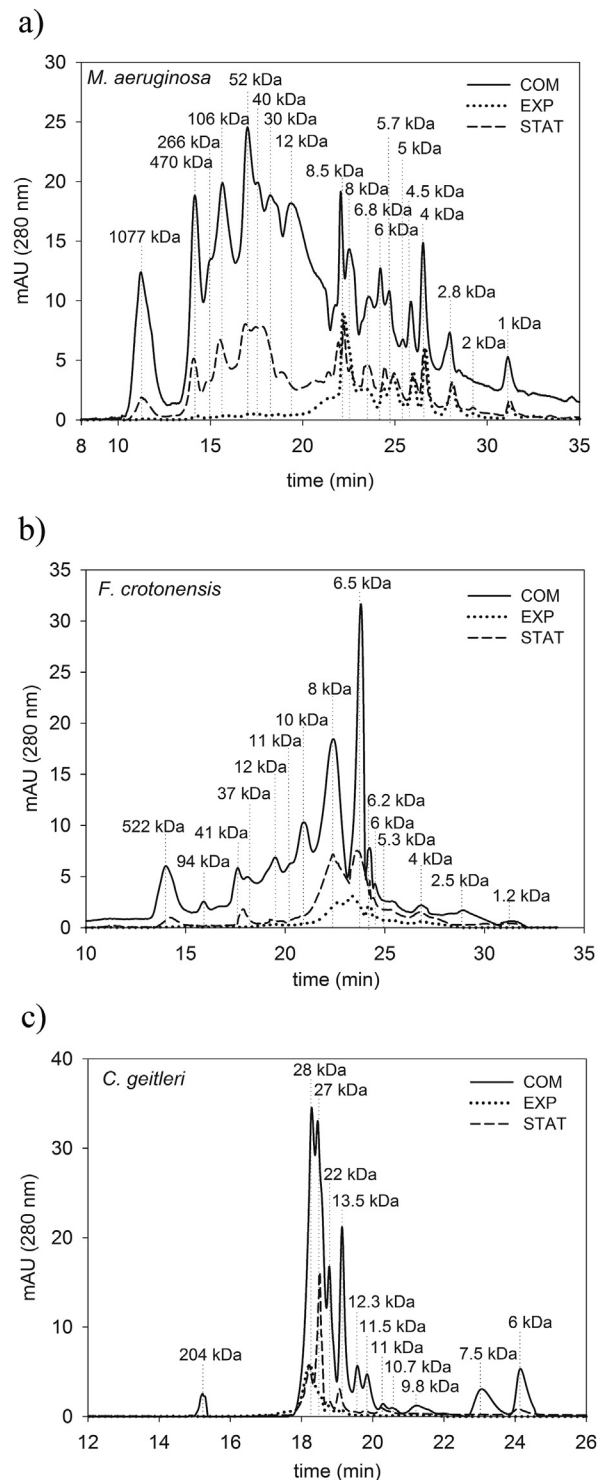 a)
30
25
20
15
10
5
0
mAU (280 nm)
M. aeruginosa
COM
EXP
STAT
52 kDa
40 kDa
106 kDa
30 kDa
266 kDa
12 kDa
470 kDa
1077 kDa
5.7 kDa
5 kDa
8.5 kDa
8 kDa
4.5 kDa
6.8 kDa
4 kDa
6 kDa
2.8 kDa
2 kDa
1 kDa
8 10 15 20 25 30 35
time (min)
b)
35
30
25
20
15
10
5
0
mAU (280 nm)
F. crotonensis
COM
EXP
STAT
6.5 kDa
8 kDa
10 kDa
11 kDa
12 kDa
37 kDa
41 kDa
522 kDa
94 kDa
6.2 kDa
6 kDa
5.3 kDa
4 kDa
2.5 kDa
1.2 kDa
10 15 20 25 30 35
time (min)
c)
40
30
20
10
0
mAU (280 nm)
C. geitleri
COM
EXP
STAT
28 kDa
27 kDa
22 kDa
13.5 kDa
12.3 kDa
11.5 kDa
11 kDa
10.7 kDa
9.8 kDa
204 kDa
7.5 kDa
6 kDa
12 14 16 18 20 22 24 26
time (min)